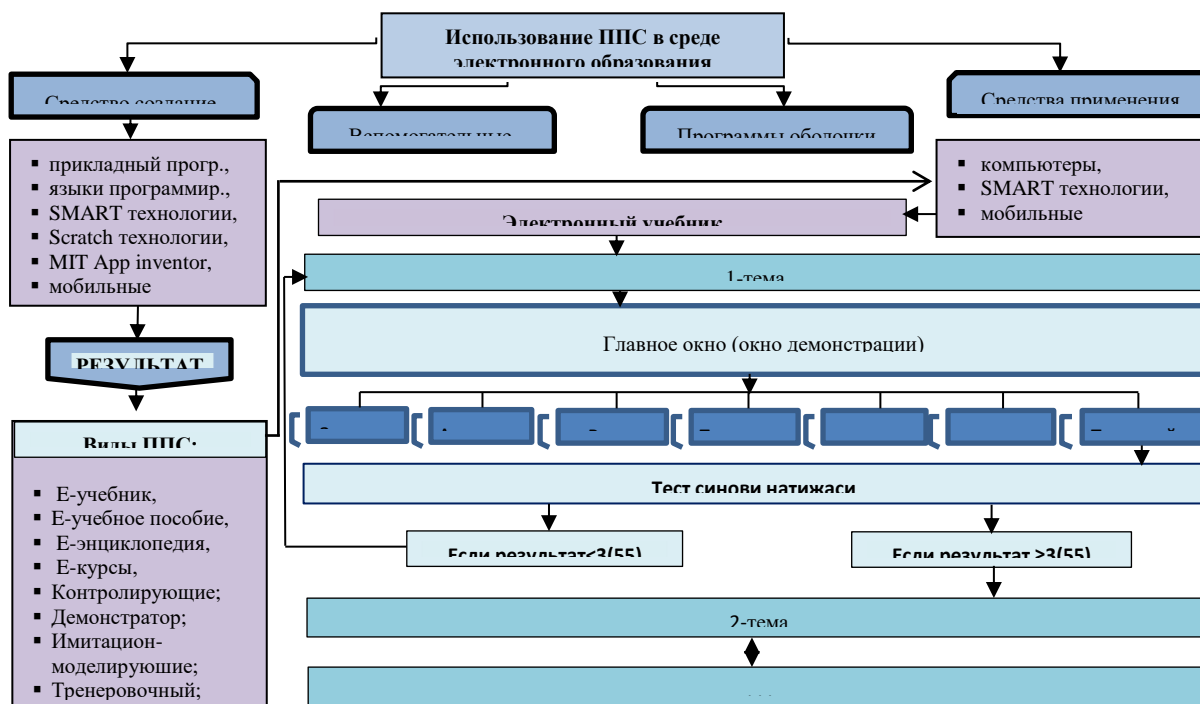 Использование ППС в среде
электронного образования
Средство создание
Вспомогательные
Программы оболочки
Средства применения
▪ прикладный прогр.,
▪ языки программир.,
▪ SMART технологии,
▪ Scratch технологии,
▪ MIT App inventor,
▪ мобильные
▪ компьютеры,
▪ SMART технологии,
▪ мобильные
Электронный учебник
1-тема
Главное окно (окно демонстрации)
РЕЗУЛЬТАТ
Виды ППС:
▪ Е-учебник,
▪ Е-учебное пособие,
▪ Е-энциклопедия,
▪ Е-курсы,
▪ Контролирующие;
▪ Демонстратор;
▪ Имитацион-
моделируюшие;
▪ Тренеровочный;
Тест синови натижаси
Если результат<3(55)
Если результат ≥3(55)
2-тема